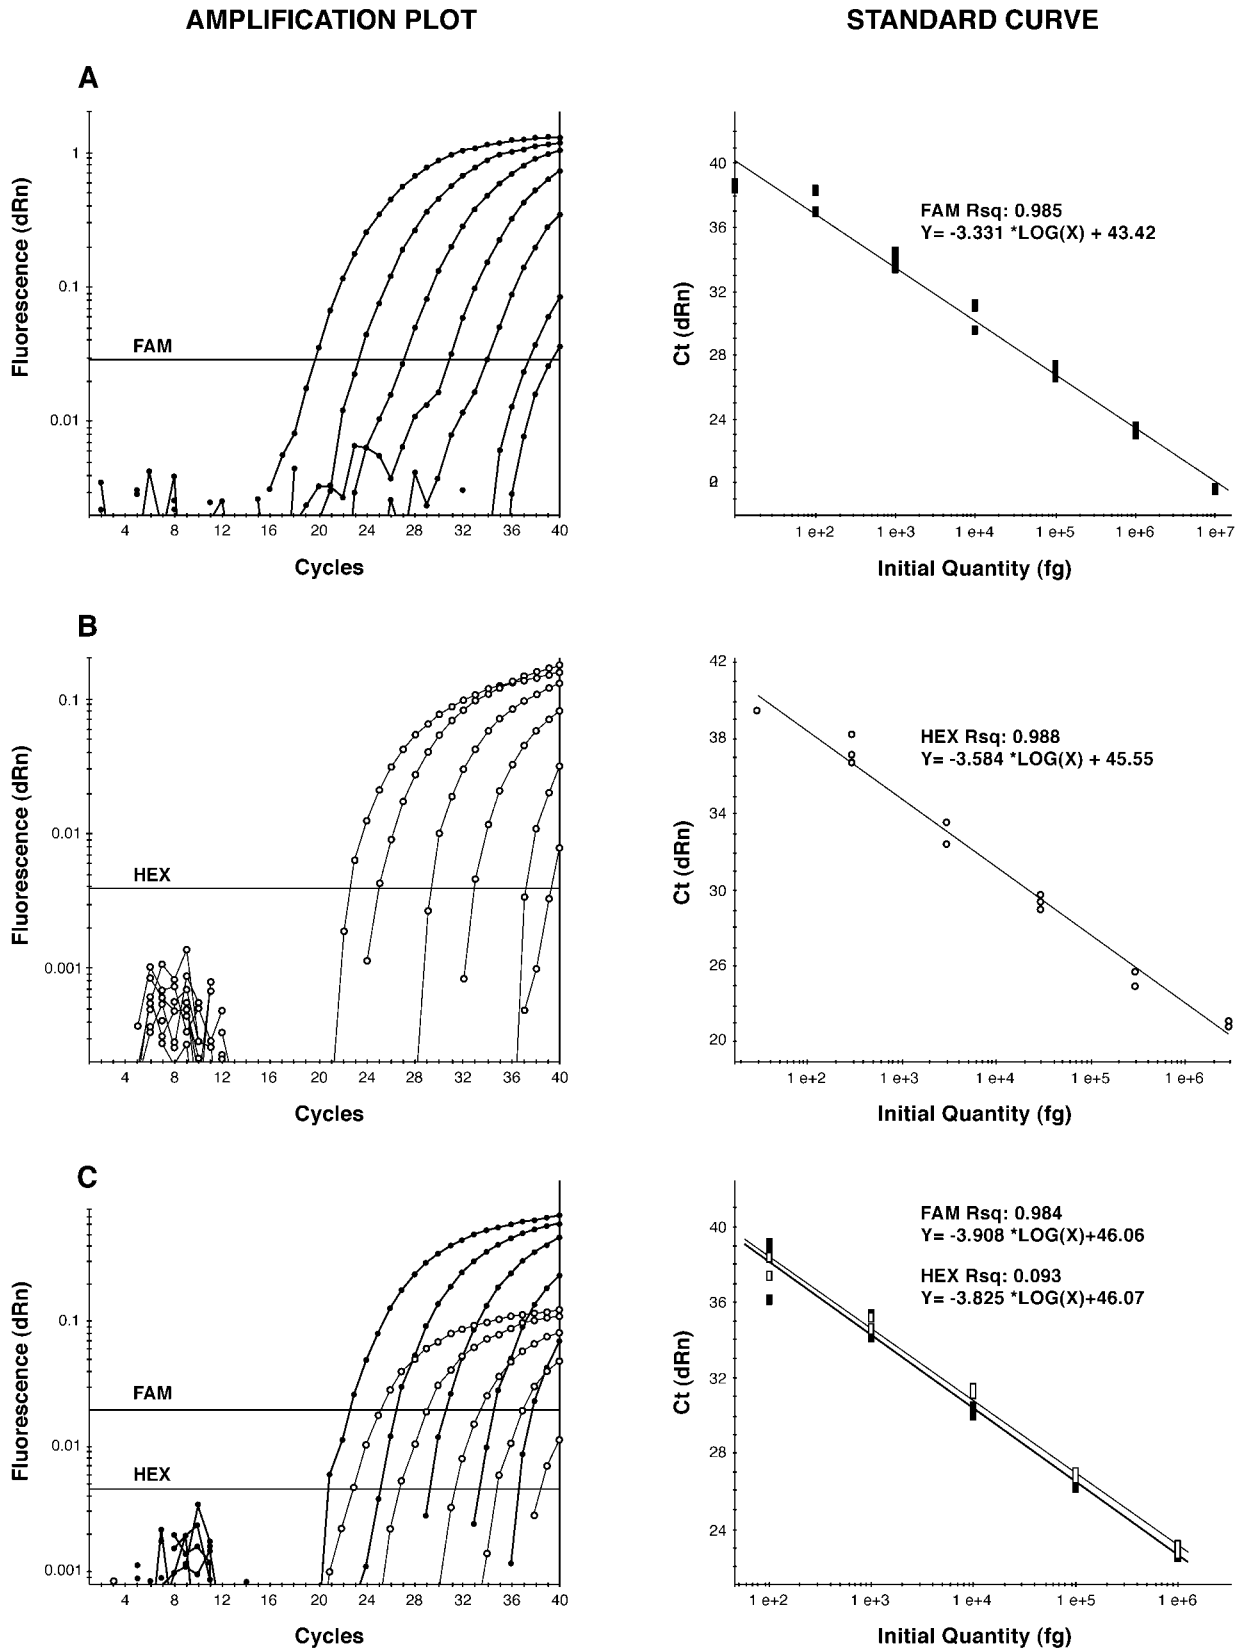 AMPLIFICATION PLOT
STANDARD CURVE
A
Fluorescence (dRn)
1
0.1
0.01
FAM
4 8 12 16 20 24 28 32 36 40
Cycles
Ct (dRn)
40
36
32
28
24
FAM Rsq: 0.985
Y= -3.331 *LOG(X) + 43.42
1 e+2 1 e+3 1 e+4 1 e+5 1 e+6 1 e+7
Initial Quantity (fg)
B
Fluorescence (dRn)
0.1
0.01
0.001
HEX
4 8 12 16 20 24 28 32 36 40
Cycles
Ct (dRn)
42
38
34
30
26
20
HEX Rsq: 0.988
Y= -3.584 *LOG(X) + 45.55
1 e+2 1 e+3 1 e+4 1 e+5 1 e+6
Initial Quantity (fg)
C
Fluorescence (dRn)
0.1
0.01
0.001
FAM
HEX
4 8 12 16 20 24 28 32 36 40
Cycles
Ct (dRn)
40
36
32
28
24
FAM Rsq: 0.984
Y= -3.908 *LOG(X)+46.06
HEX Rsq: 0.093
Y= -3.825 *LOG(X)+46.07
1 e+2 1 e+3 1 e+4 1 e+5 1 e+6
Initial Quantity (fg)